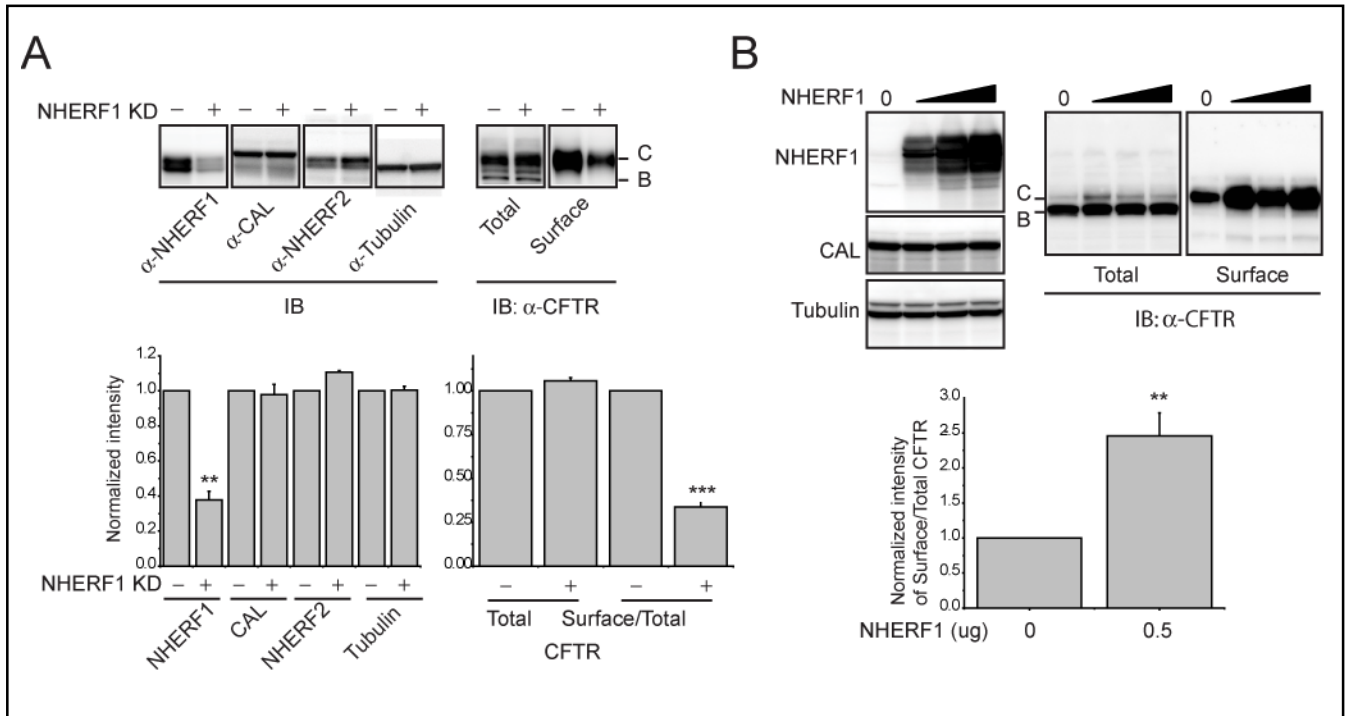 A
NHERF1 KD – + – + – + – + – + – +
C
B
α-NHERF1 α-CAL α-NHERF2 α-Tubulin Total Surface
IB IB: α-CFTR
Normalized intensity
1.2
1.0
0.8
0.6
0.4
0.2
0.0
**
NHERF1 KD – + – + – + – +
NHERF1 CAL NHERF2 Tubulin
1.00
0.75
0.50
0.25
0.00
***
– + – +
Total Surface/Total
CFTR
B
NHERF1 0
NHERF1
CAL
Tubulin
0 0
C
B
Total Surface
IB: α-CFTR
Normalized intensity
of Surface/Total CFTR
3.0
2.5
2.0
1.5
1.0
0.5
0.0
**
NHERF1 (ug) 0 0.5